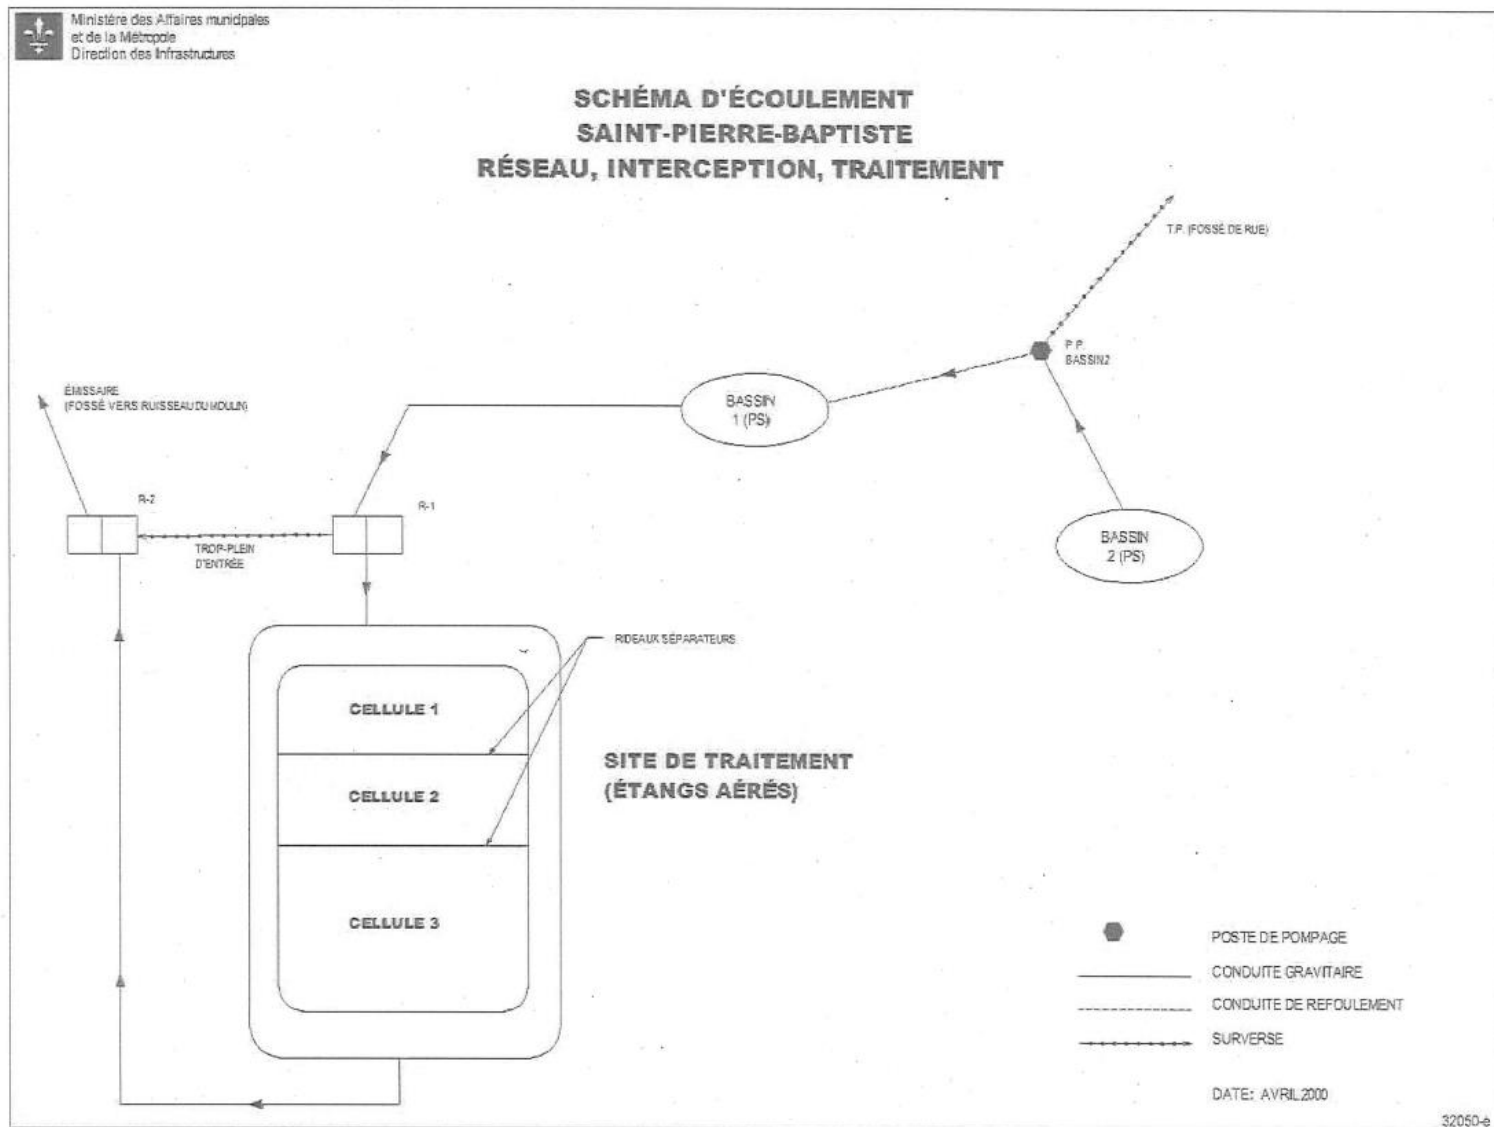 Ministère des Affaires municipales
et de la Métropole
Direction des Infrastructures
SCHÉMA D'ÉCOULEMENT
SAINT-PIERRE-BAPTISTE
RÉSEAU, INTERCEPTION, TRAITEMENT
T.P. (FOSSÉ DE RUE)
P.P.
BASSIN2
BASSIN
1 (PS)
ÉMISSAIRE
(FOSSÉ VERS RUISSEAU DU MOULIN)
R-2
R-1
TROP-PLEIN
D'ENTRÉE
BASSIN
2 (PS)
RIDEAUX SÉPARATEURS
CELLULE 1
SITE DE TRAITEMENT
(ÉTANGS AÉRÉS)
CELLULE 2
CELLULE 3
POSTE DE POMPAGE
CONDUITE GRAVITAIRE
CONDUITE DE REFOULEMENT
SURVERSE
DATE: AVRIL 2000
32050-e